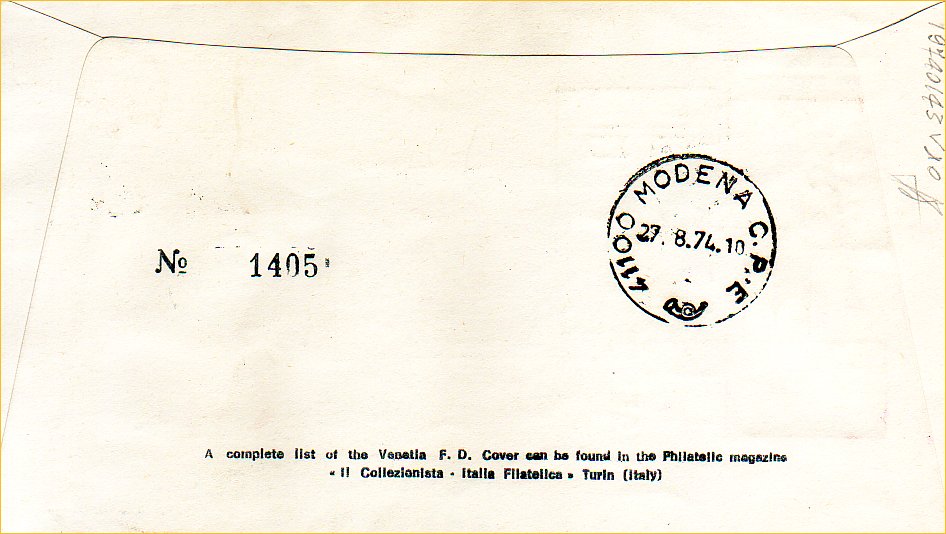 41100 MODENA C.P.E
27. 8.74.10
No 1405
A complete list of the Venetia F. D. Cover can be found in the Philatelic magazine
« Il Collezionista - Italia Filatelica » Turin (Italy)